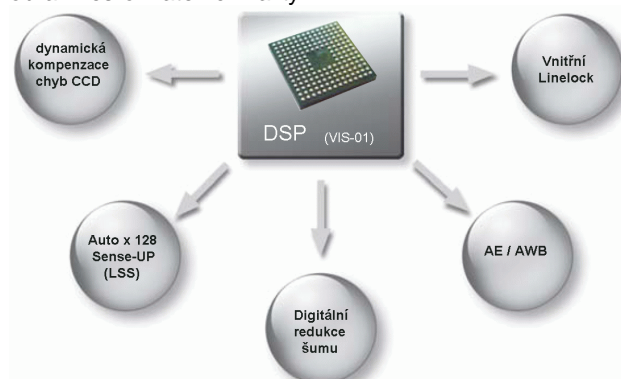 dynamická
kompenzace
chyb CCD
DSP (VIS-01)
Vnitřní
Linelock
Auto x 128
Sense-UP
(LSS)
Digitální
redukce
šumu
AE / AWB